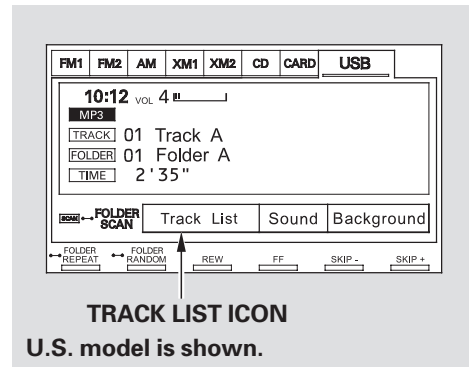 FM1 FM2 AM XM1 XM2 CD CARD USB
10:12 VOL 4
MP3
TRACK 01 Track A
FOLDER 01 Folder A
TIME 2'35"
SCAN FOLDER SCAN Track List Sound Background
FOLDER REPEAT FOLDER RANDOM REW FF SKIP - SKIP +
TRACK LIST ICON
U.S. model is shown.